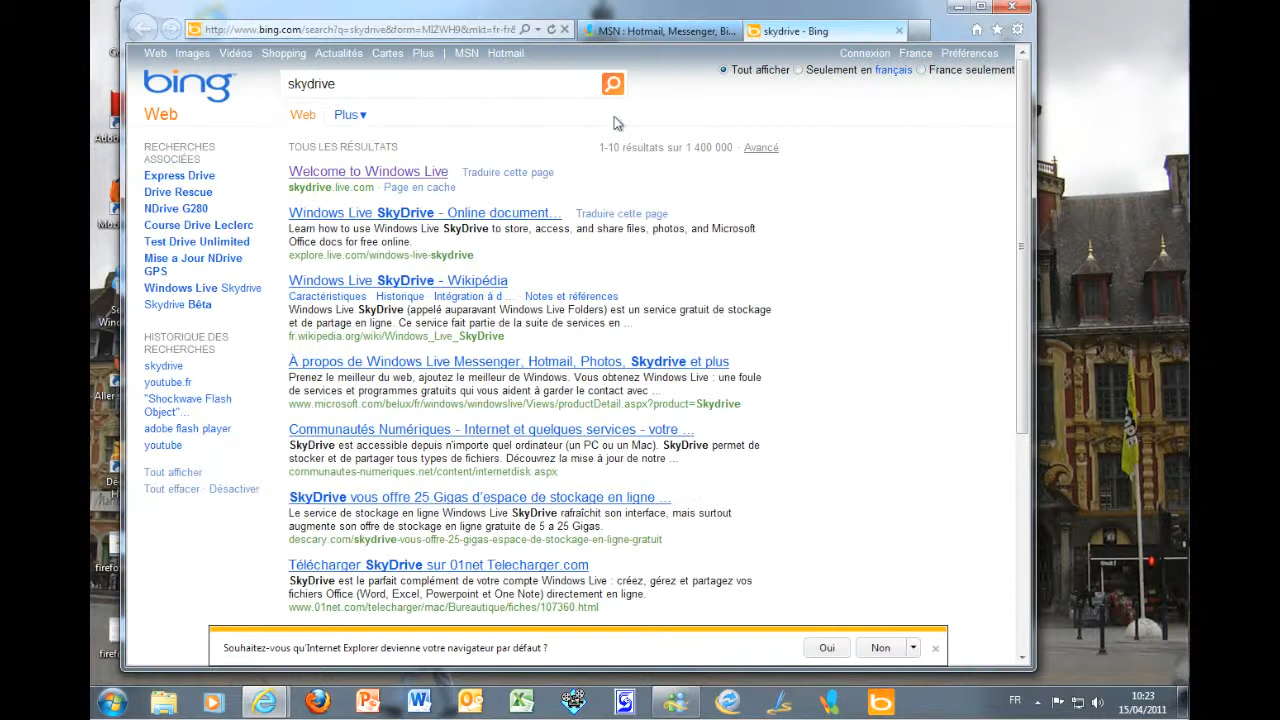 http://www.bing.com/search?q=skydrive&form=MIZWH9&mkt=fr-fr&
MSN : Hotmail, Messenger, Bi...
skydrive - Bing
Web Images Vidéos Shopping Actualités Cartes Plus | MSN Hotmail
Connexion France Préférences
Tout afficher Seulement en français France seulement
bing
skydrive
Web
Web Plus▾
RECHERCHES
ASSOCIÉES
Express Drive
Drive Rescue
NDrive G280
Course Drive Leclerc
Test Drive Unlimited
Mise a Jour NDrive
GPS
Windows Live Skydrive
Skydrive Bêta
HISTORIQUE DES
RECHERCHES
skydrive
youtube.fr
"Shockwave Flash
Object"...
adobe flash player
youtube
Tout afficher
Tout effacer · Désactiver
TOUS LES RÉSULTATS
1-10 résultats sur 1 400 000 · Avancé
Welcome to Windows Live Traduire cette page
skydrive.live.com · Page en cache
Windows Live SkyDrive - Online document... Traduire cette page
Learn how to use Windows Live SkyDrive to store, access, and share files, photos, and Microsoft
Office docs for free online.
explore.live.com/windows-live-skydrive
Windows Live SkyDrive - Wikipédia
Caractéristiques Historique Intégration à d ... Notes et références
Windows Live SkyDrive (appelé auparavant Windows Live Folders) est un service gratuit de stockage
et de partage en ligne. Ce service fait partie de la suite de services en ...
fr.wikipedia.org/wiki/Windows_Live_SkyDrive
À propos de Windows Live Messenger, Hotmail, Photos, Skydrive et plus
Prenez le meilleur du web, ajoutez le meilleur de Windows. Vous obtenez Windows Live : une foule
de services et programmes gratuits qui vous aident à garder le contact avec ...
www.microsoft.com/belux/fr/windows/windowslive/Views/productDetail.aspx?product=Skydrive
Communautés Numériques - Internet et quelques services - votre ...
SkyDrive est accessible depuis n'importe quel ordinateur (un PC ou un Mac). SkyDrive permet de
stocker et de partager tous types de fichiers. Découvrez la mise à jour de notre ...
communautes-numeriques.net/content/internetdisk.aspx
SkyDrive vous offre 25 Gigas d'espace de stockage en ligne ...
Le service de stockage en ligne Windows Live SkyDrive rafraîchit son interface, mais surtout
augmente son offre de stockage en ligne gratuite de 5 a 25 Gigas.
descary.com/skydrive-vous-offre-25-gigas-espace-de-stockage-en-ligne-gratuit
Télécharger SkyDrive sur 01net Telecharger.com
SkyDrive est le parfait complément de votre compte Windows Live : créez, gérez et partagez vos
fichiers Office (Word, Excel, Powerpoint et One Note) directement en ligne.
www.01net.com/telecharger/mac/Bureautique/fiches/107360.html
Souhaitez-vous qu'Internet Explorer devienne votre navigateur par défaut ?
Oui
Non
FR
10:23
15/04/2011